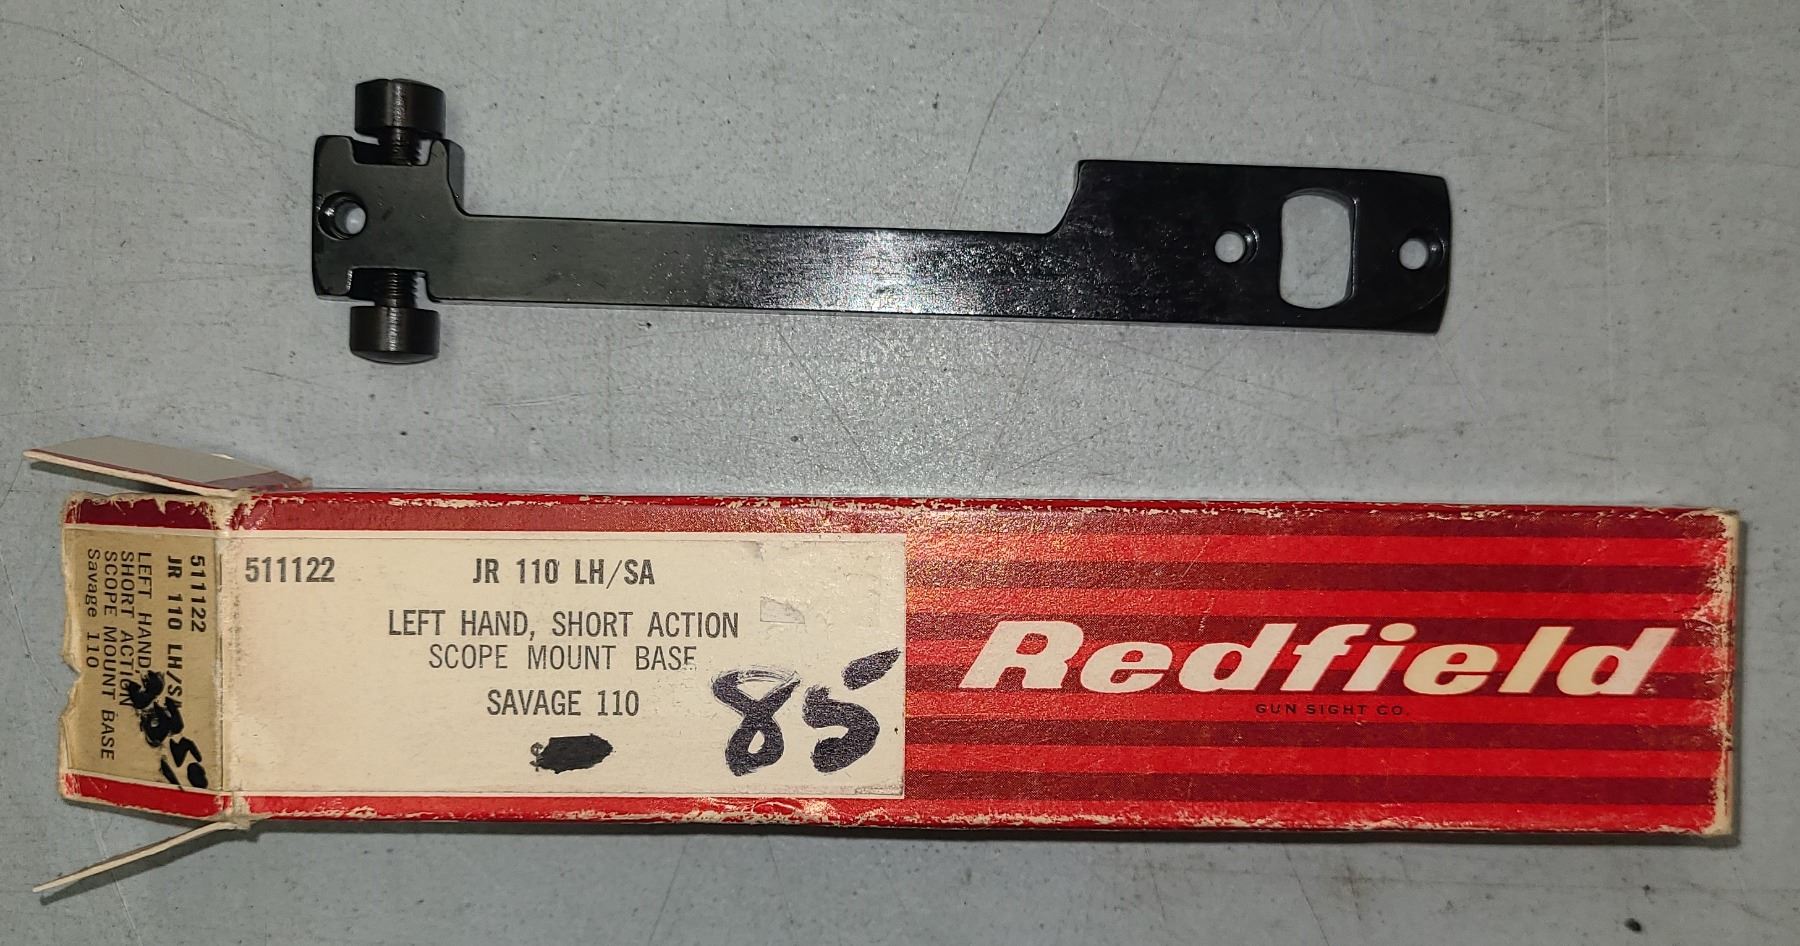 511122
JR 110 LH/SA
LEFT HAND, SHORT ACTION
SCOPE MOUNT BASE
SAVAGE 110
85
Redfield
GUN SIGHT CO.
511122
JR 110 LH/SA
LEFT HAND
SHORT ACTION
SCOPE MOUNT BASE
Savage 110